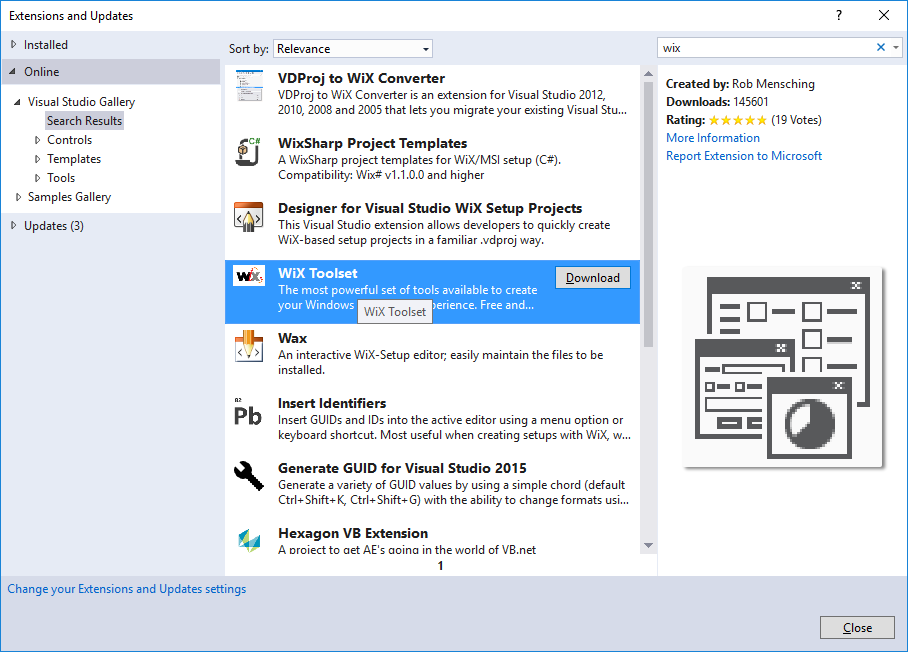 Extensions and Updates
?
Installed
Online
Visual Studio Gallery
Search Results
Controls
Templates
Tools
Samples Gallery
Updates (3)
Sort by: Relevance
wix
VDProj to WiX Converter
VDProj to WiX Converter is an extension for Visual Studio 2012,
2010, 2008 and 2005 that lets you migrate your existing Visual Stu...
C#
WixSharp Project Templates
A WixSharp project templates for WiX/MSI setup (C#).
Compatibility: Wix# v1.1.0.0 and higher
Designer for Visual Studio WiX Setup Projects
This Visual Studio extension allows developers to quickly create
WiX-based setup projects in a familiar .vdproj way.
WiX
WiX Toolset
Download
The most powerful set of tools available to create
your Windows
perience. Free and...
WiX Toolset
Wax
An interactive WiX-Setup editor; easily maintain the files to be
installed.
82
Pb
Insert Identifiers
Insert GUIDs and IDs into the active editor using a menu option or
keyboard shortcut. Most useful when creating setups with WiX, w...
Generate GUID for Visual Studio 2015
Generate a variety of GUID values by using a simple chord (default
Ctrl+Shift+K, Ctrl+Shift+G) with the ability to change formats usi...
Hexagon VB Extension
A project to get AE's going in the world of VB.net
1
Created by: Rob Mensching
Downloads: 145601
Rating: (19 Votes)
More Information
Report Extension to Microsoft
Change your Extensions and Updates settings
Close